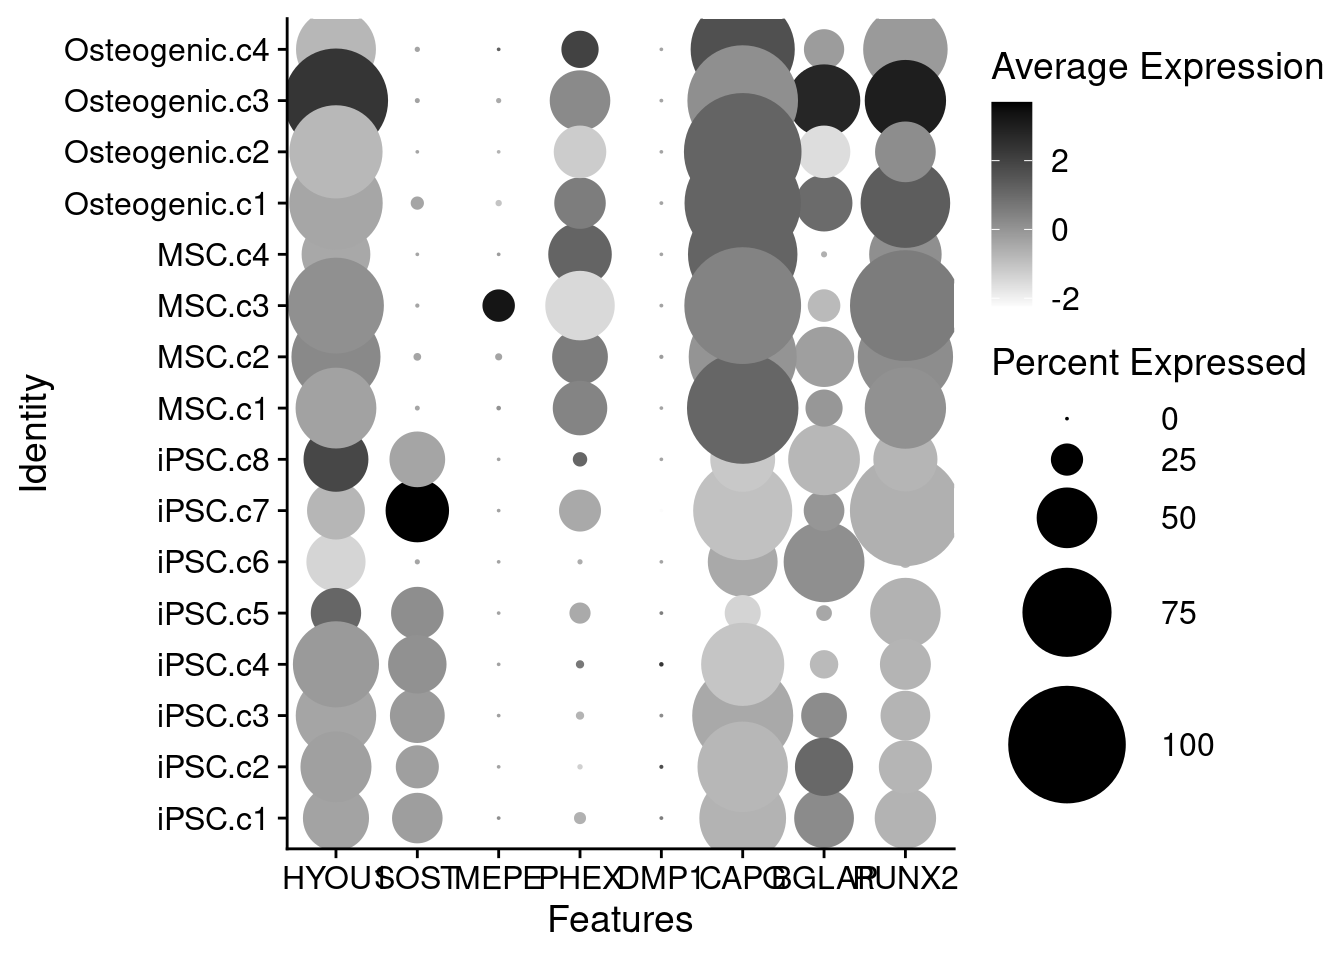 Osteogenic.c4
Osteogenic.c3
Osteogenic.c2
Osteogenic.c1
MSC.c4
MSC.c3
MSC.c2
MSC.c1
iPSC.c8
iPSC.c7
iPSC.c6
iPSC.c5
iPSC.c4
iPSC.c3
iPSC.c2
iPSC.c1
Identity
HYOU1 SOST MEPE PHEX DMP1 CAPG BGLAP RUNX2
Features
Average Expression
2
0
-2
Percent Expressed
0
25
50
75
100